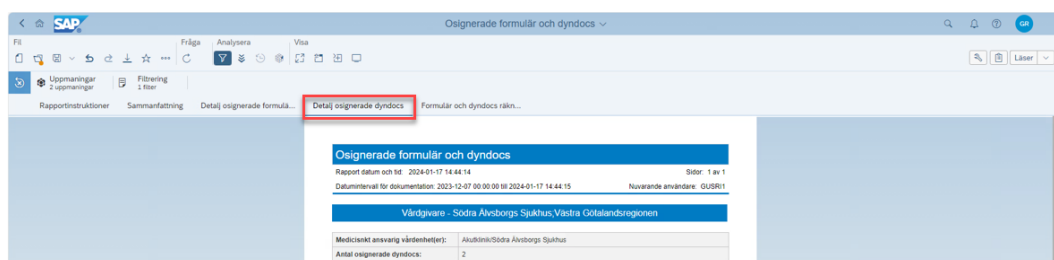 SAP
Osignerade formulär och dyndocs
GR
Fil
Fråga
Analysera
Visa
Läser
Uppmaningar
2 uppmaningar
Filtrering
1 filter
Rapportinstruktioner
Sammanfattning
Detalj osignerade formulä...
Detalj osignerade dyndocs
Formulär och dyndocs räkn...
Osignerade formulär och dyndocs
Rapport datum och tid: 2024-01-17 14:44:14
Sidor: 1 av 1
Datumintervall för dokumentation: 2023-12-07 00:00:00 till 2024-01-17 14:44:15
Nuvarande användare: GUSRI1
Vårdgivare - Södra Älvsborgs Sjukhus;Västra Götalandsregionen
Medicisnkt ansvarig vårdenhet(er): Akutklinik/Södra Älvsborgs Sjukhus
Antal osignerade dyndocs: 2